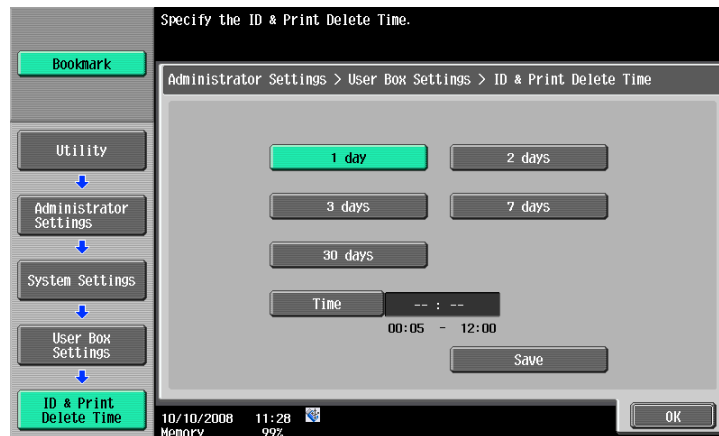 Specify the ID & Print Delete Time.
Bookmark
Administrator Settings > User Box Settings > ID & Print Delete Time
Utility
Administrator
Settings
System Settings
User Box
Settings
ID & Print
Delete Time
1 day
2 days
3 days
7 days
30 days
Time
-- : --
00:05 - 12:00
Save
10/10/2008 11:28
Memory 99%
OK